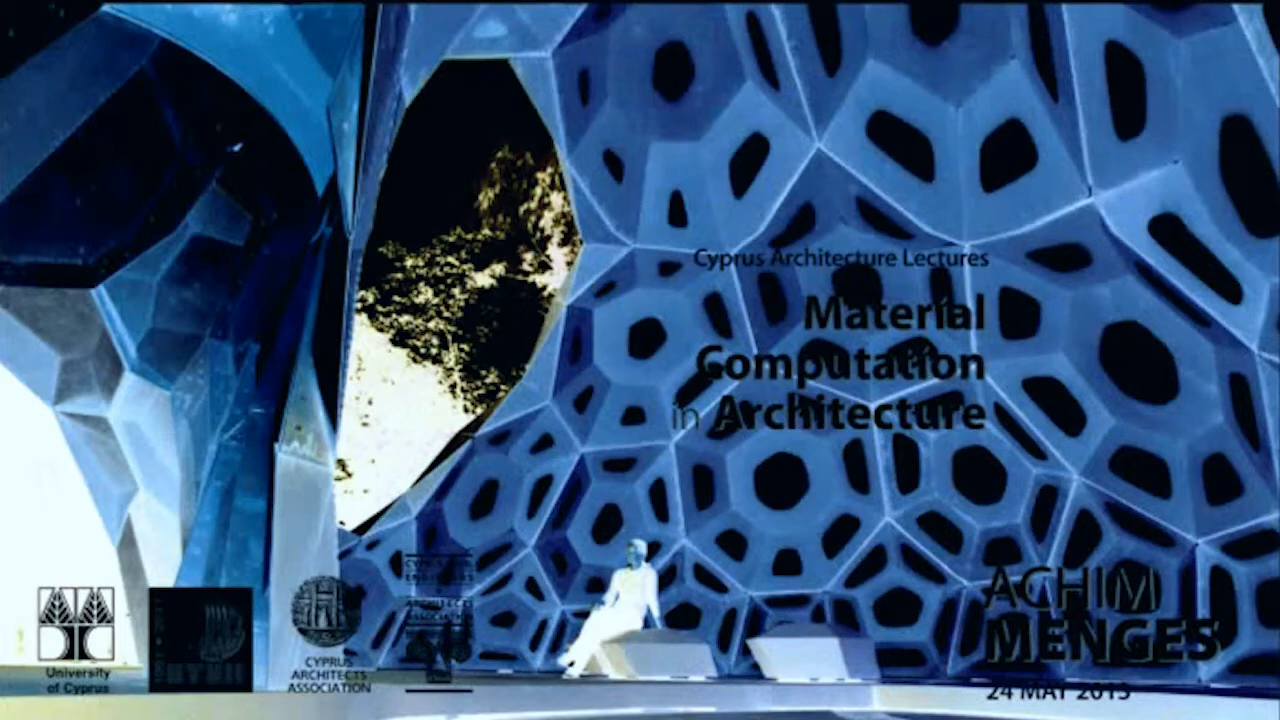 Cyprus Architecture Lectures
Material
Computation
in Architecture
ACHIM
MENGES
24 MAY 2013
University
of Cyprus
CYPRUS
ARCHITECTS
ASSOCIATION